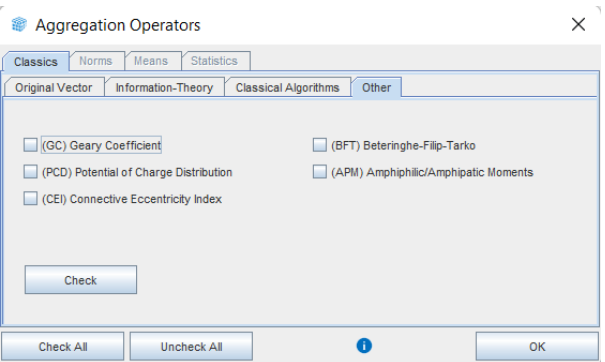 Aggregation Operators
Classics Norms Means Statistics
Original Vector Information-Theory Classical Algorithms Other
(GC) Geary Coefficient (BFT) Beteringhe-Filip-Tarko
(PCD) Potential of Charge Distribution (APM) Amphiphilic/Amphipatic Moments
(CEI) Connective Eccentricity Index
Check
Check All Uncheck All i OK